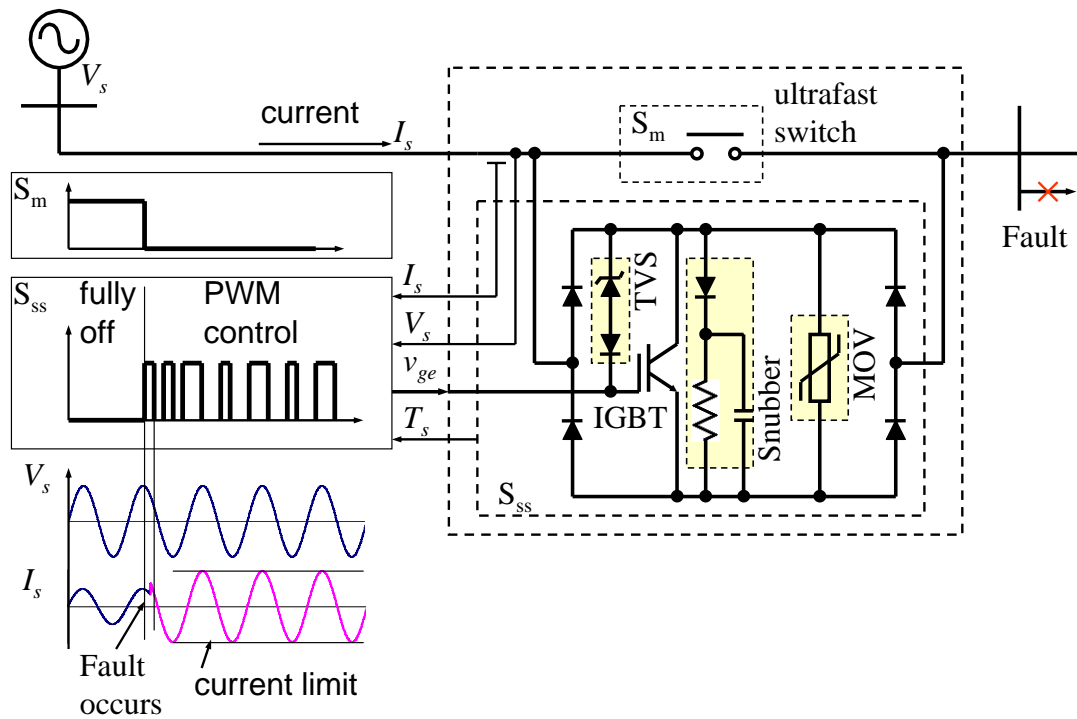 V_s
current
I_s
S_m
ultrafast
switch
Fault
S_m
S_ss
fully
off
PWM
control
I_s
V_s
v_ge
T_s
TVS
IGBT
Snubber
MOV
S_ss
V_s
I_s
Fault
occurs
current limit